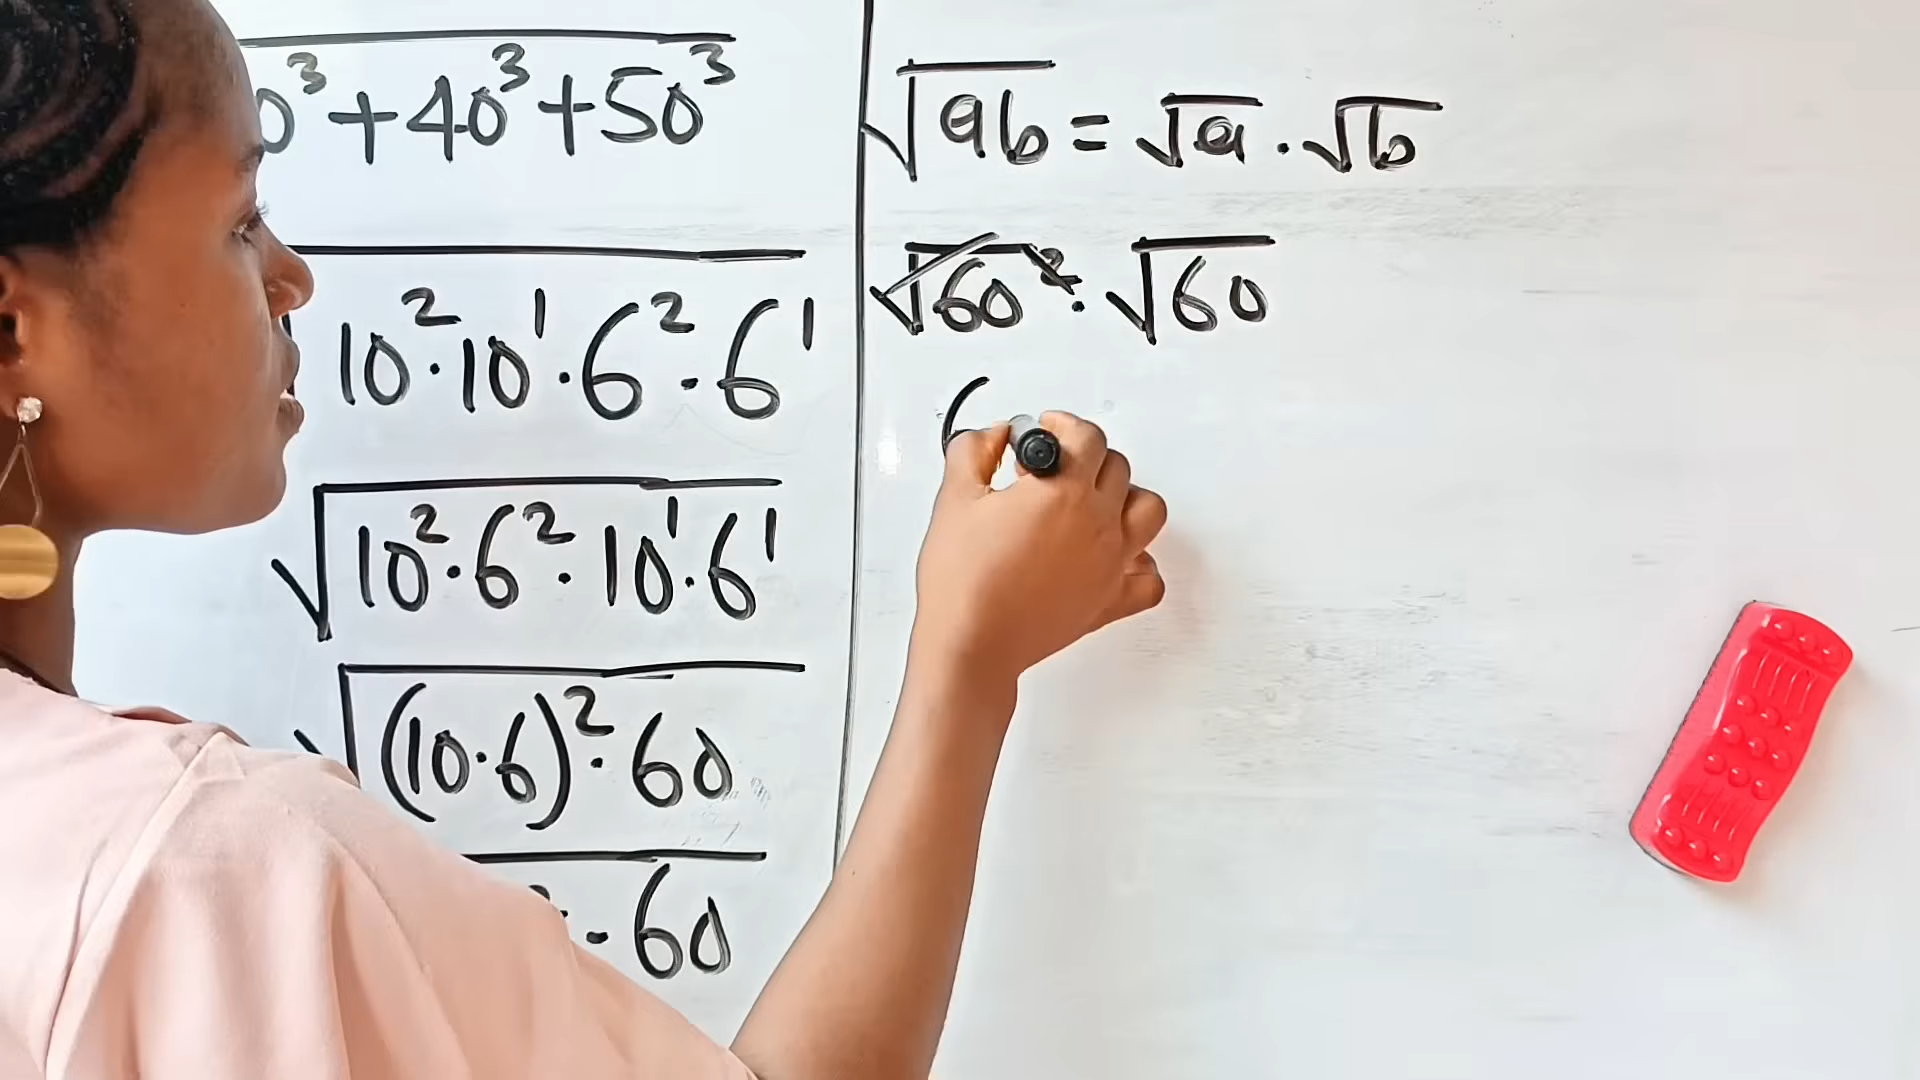 0³ + 40³ + 50³
10² · 10¹ · 6² · 6¹
√10² · 6² · 10¹ · 6¹
√(10 · 6)² · 60
· 60
√ab = √a · √b
√60² · √60
6